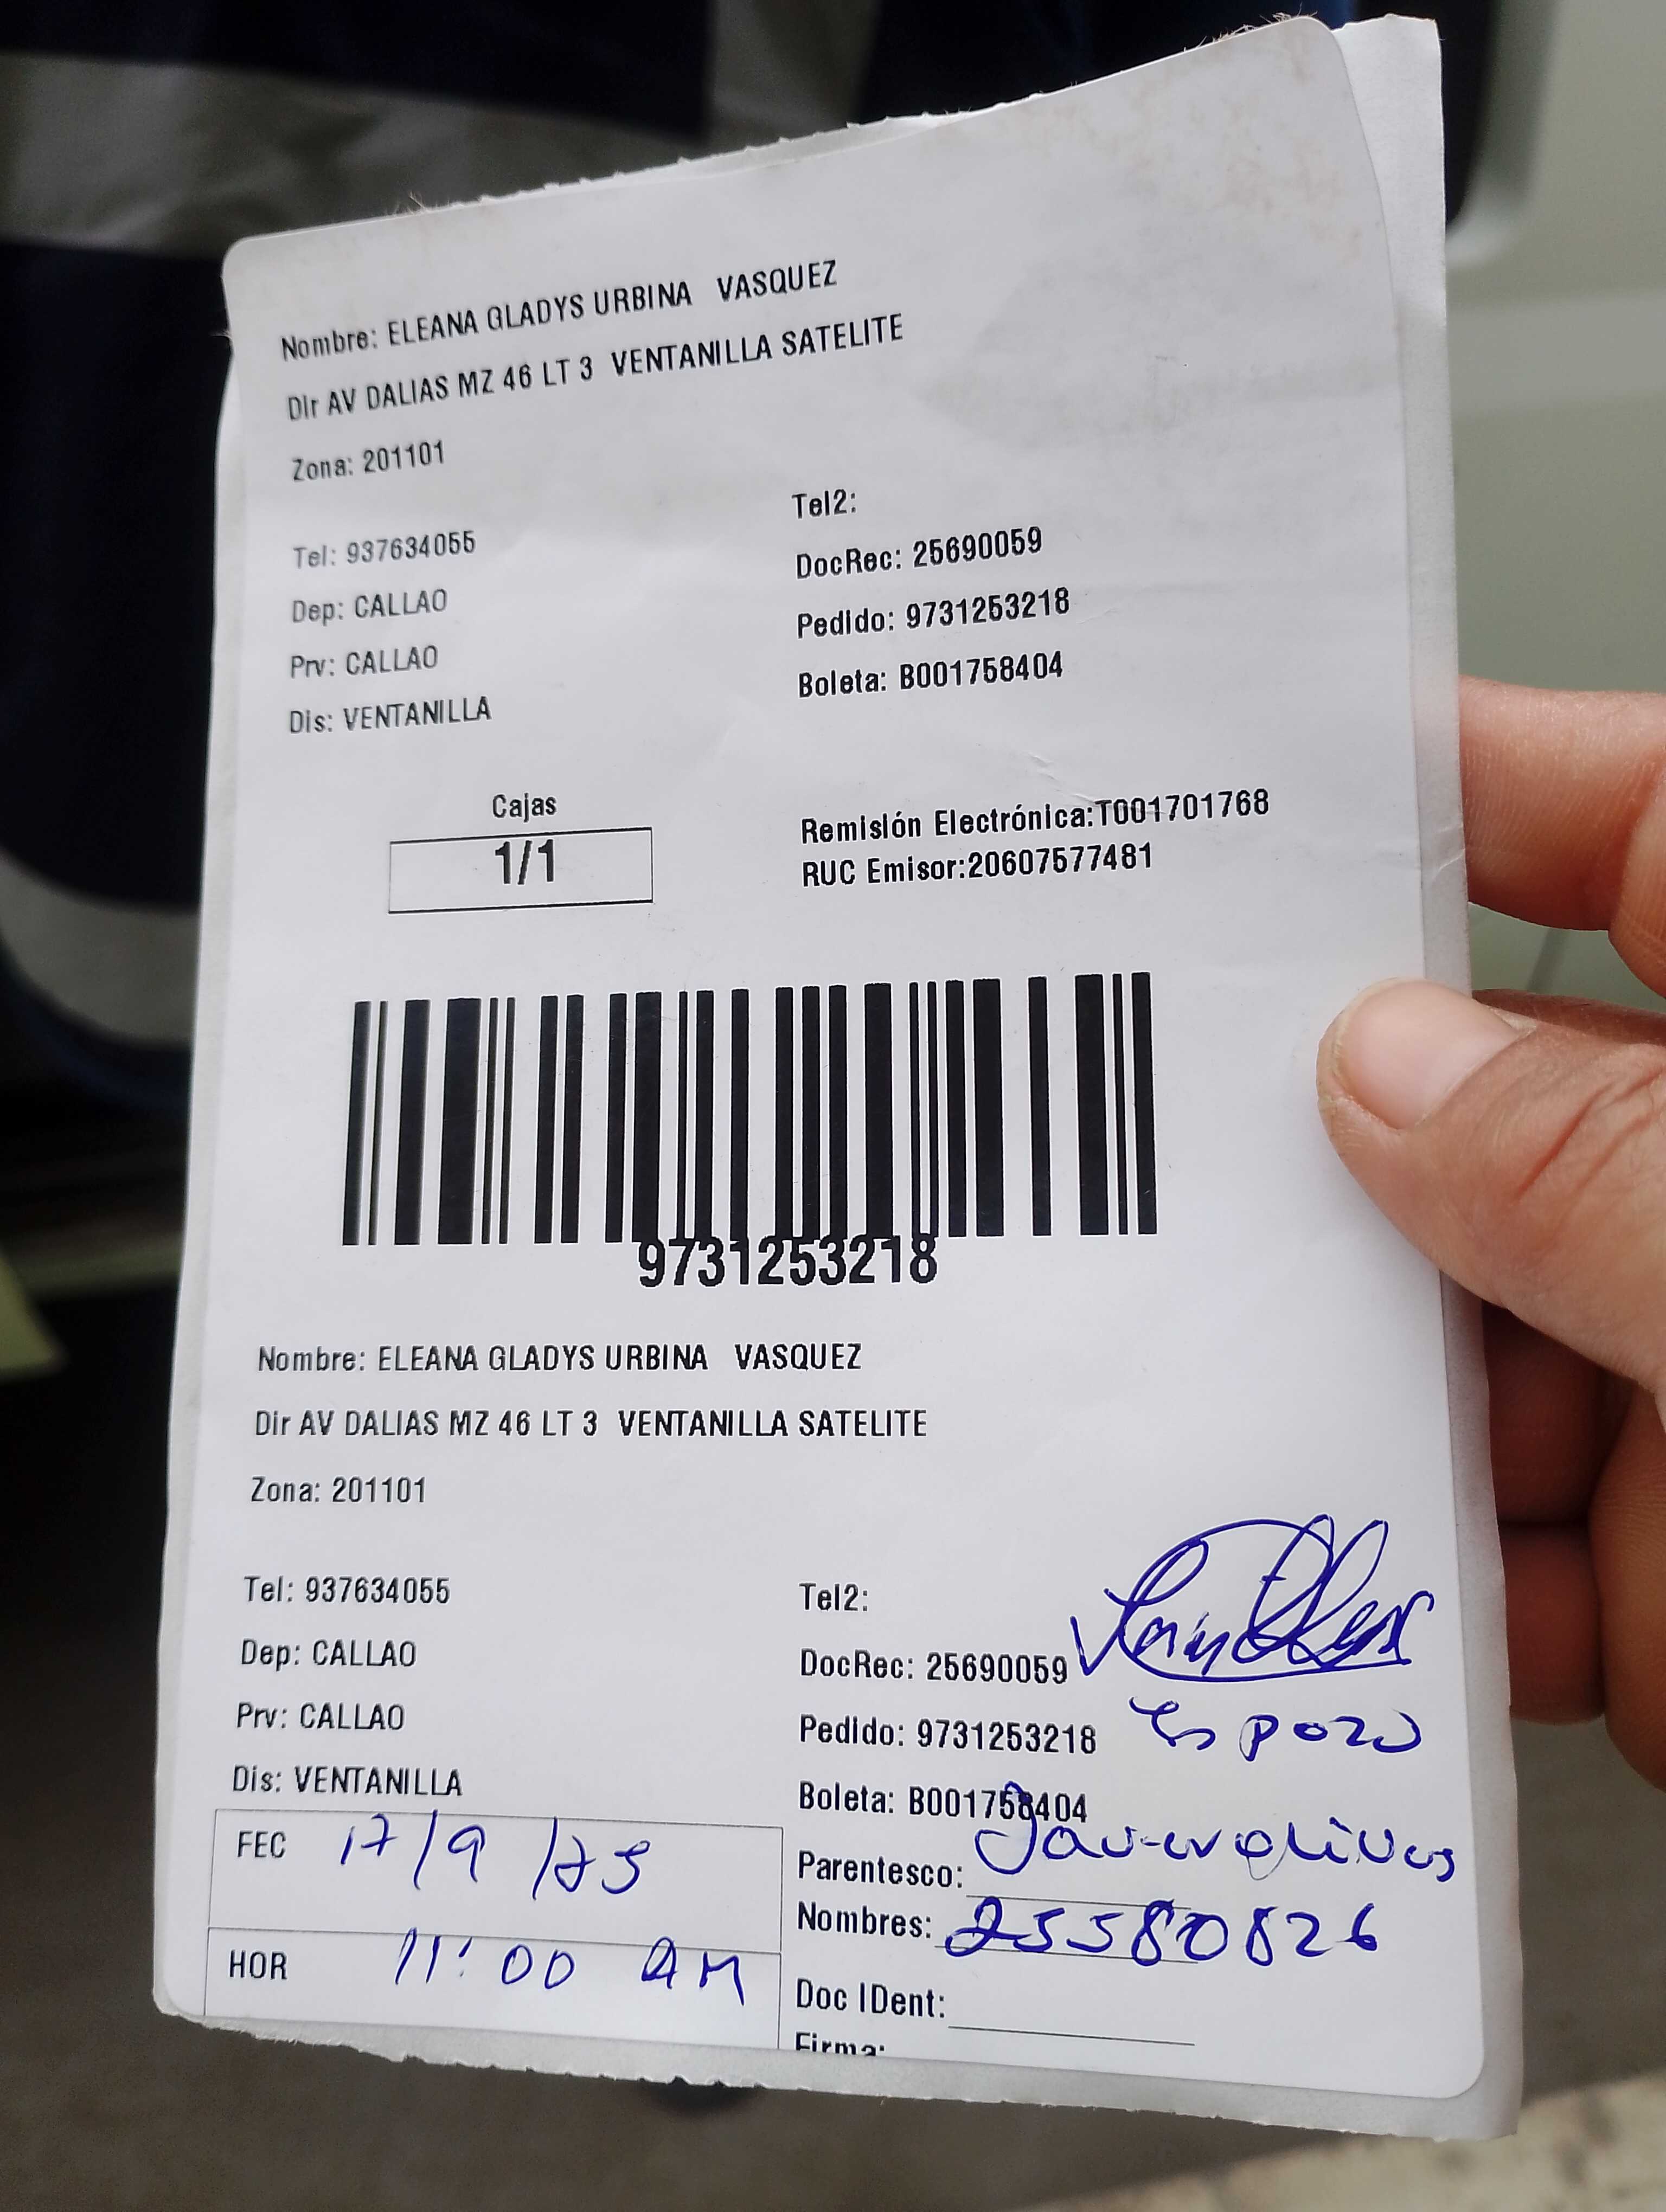 Nombre: ELEANA GLADYS URBINA VASQUEZ
Dir AV DALIAS MZ 46 LT 3 VENTANILLA SATELITE
Zona: 201101
Tel2:
Tel: 937634055
DocRec: 25690059
Dep: CALLAO
Pedido: 9731253218
Prv: CALLAO
Boleta: B001758404
Dis: VENTANILLA
Cajas
1/1
Remisión Electrónica:T001701768
RUC Emisor:20607577481
9731253218
Nombre: ELEANA GLADYS URBINA VASQUEZ
Dir AV DALIAS MZ 46 LT 3 VENTANILLA SATELITE
Zona: 201101
Tel: 937634055
Tel2:
Dep: CALLAO
DocRec: 25690059
Prv: CALLAO
Pedido: 9731253218 Espozo
Dis: VENTANILLA
Boleta: B001758404
FEC 17/9/25
Parentesco: Javier olivos
Nombres: 25580826
HOR 11:00 AM
Doc IDent:
Firma: